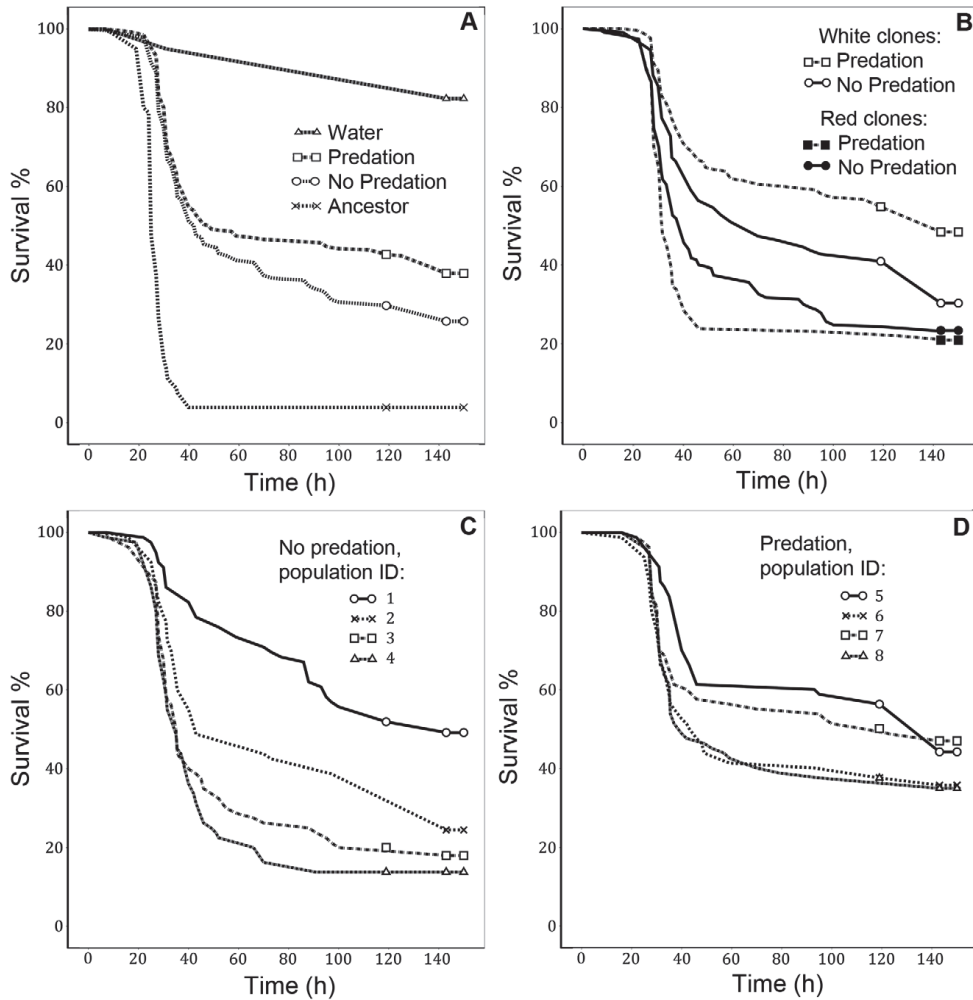 A
100
80
60
40
20
0
Survival %
Water
Predation
No Predation
Ancestor
0 20 40 60 80 100 120 140
Time (h)
B
100
80
60
40
20
0
Survival %
White clones:
Predation
No Predation
Red clones:
Predation
No Predation
0 20 40 60 80 100 120 140
Time (h)
C
100
80
60
40
20
0
Survival %
No predation,
population ID:
1
2
3
4
0 20 40 60 80 100 120 140
Time (h)
D
100
80
60
40
20
0
Survival %
Predation,
population ID:
5
6
7
8
0 20 40 60 80 100 120 140
Time (h)